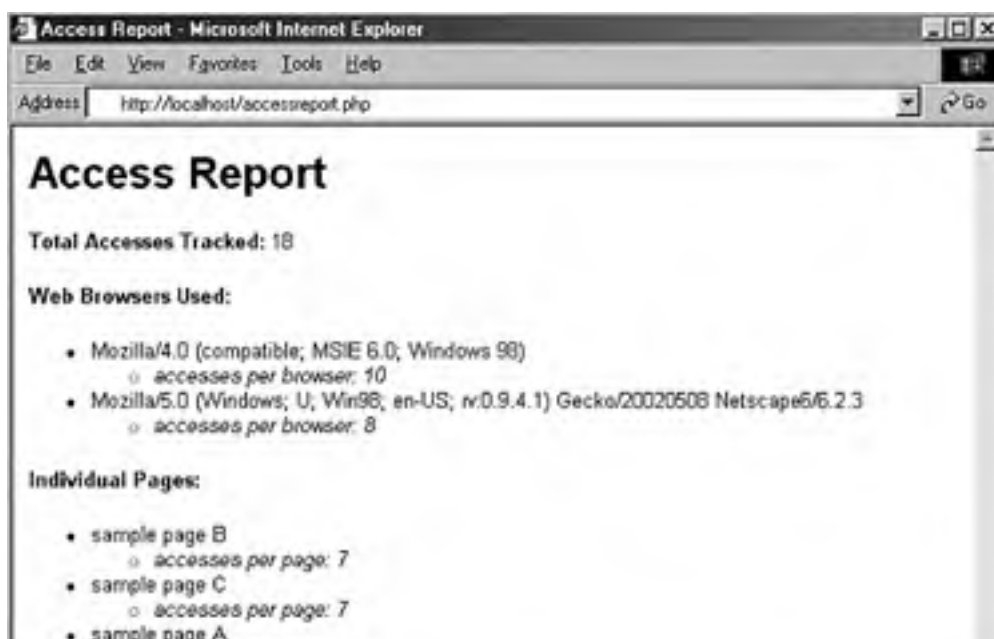 Access Report - Microsoft Internet Explorer
File Edit View Favorites Tools Help
Address http://localhost/accessreport.php Go
Access Report
Total Accesses Tracked: 18
Web Browsers Used:
Mozilla/4.0 (compatible; MSIE 6.0; Windows 98)
accesses per browser: 10
Mozilla/5.0 (Windows; U; Win98; en-US; rv:0.9.4.1) Gecko/20020508 Netscape6/6.2.3
accesses per browser: 8
Individual Pages:
sample page B
accesses per page: 7
sample page C
accesses per page: 7
sample page A